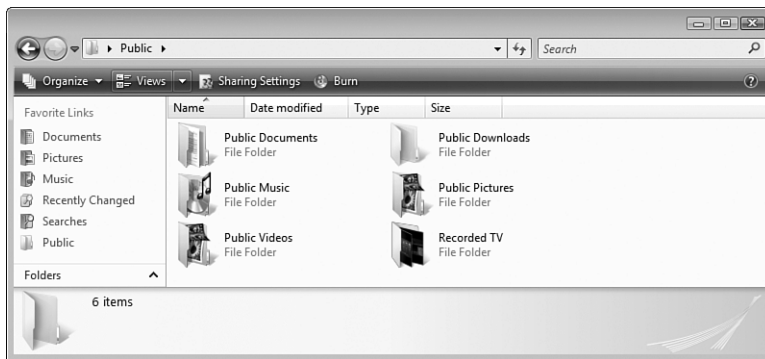 Public
Search
Organize Views Sharing Settings Burn
Favorite Links
Documents
Pictures
Music
Recently Changed
Searches
Public
Folders
Name Date modified Type Size
Public Documents
File Folder
Public Downloads
File Folder
Public Music
File Folder
Public Pictures
File Folder
Public Videos
File Folder
Recorded TV
File Folder
6 items